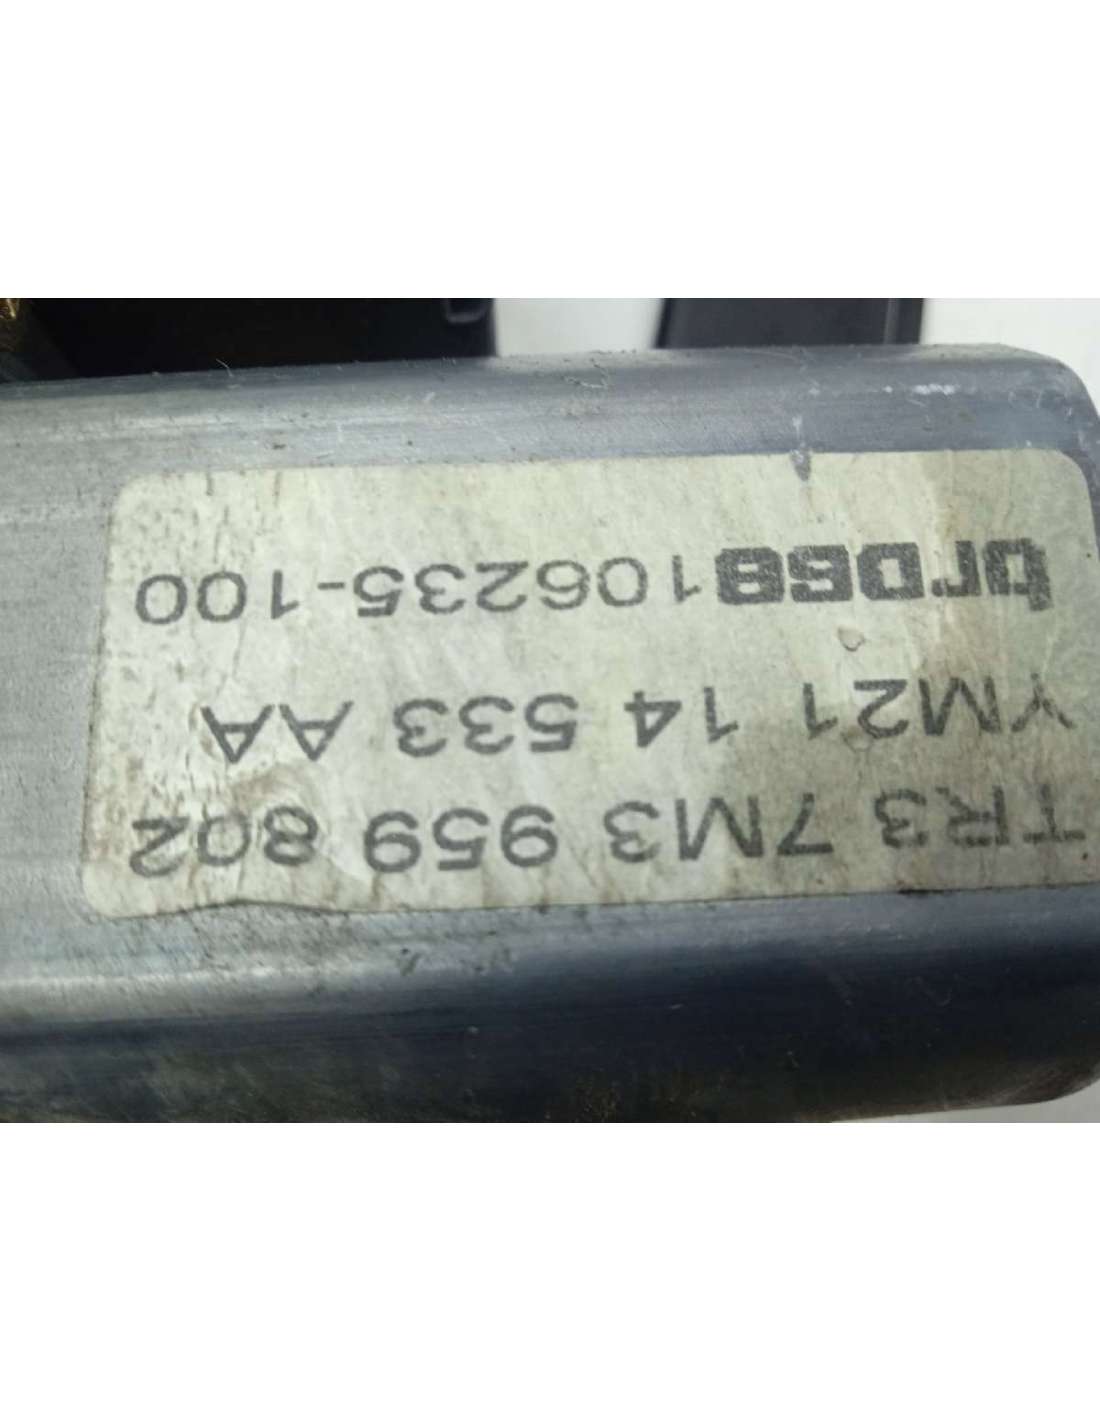 TR3 7M3 959 802
YM21 14 533 AA
brose 106235-100